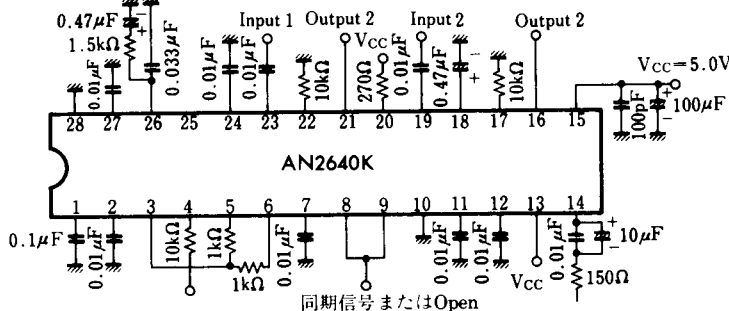 0.47μF
1.5kΩ
0.01μF
0.033μF
0.01μF
Input 1
0.01μF
10kΩ
Output 2
Vcc
270Ω
0.01μF
Input 2
0.47μF
10kΩ
Output 2
Vcc=5.0V
100pF
100μF
28 27 26 25 24 23 22 21 20 19 18 17 16 15
AN2640K
1 2 3 4 5 6 7 8 9 10 11 12 13 14
0.1μF
0.01μF
10kΩ
1kΩ
1kΩ
0.01μF
0.01μF
0.01μF
Vcc
0.01μF
10μF
150Ω
同期信号またはOpen